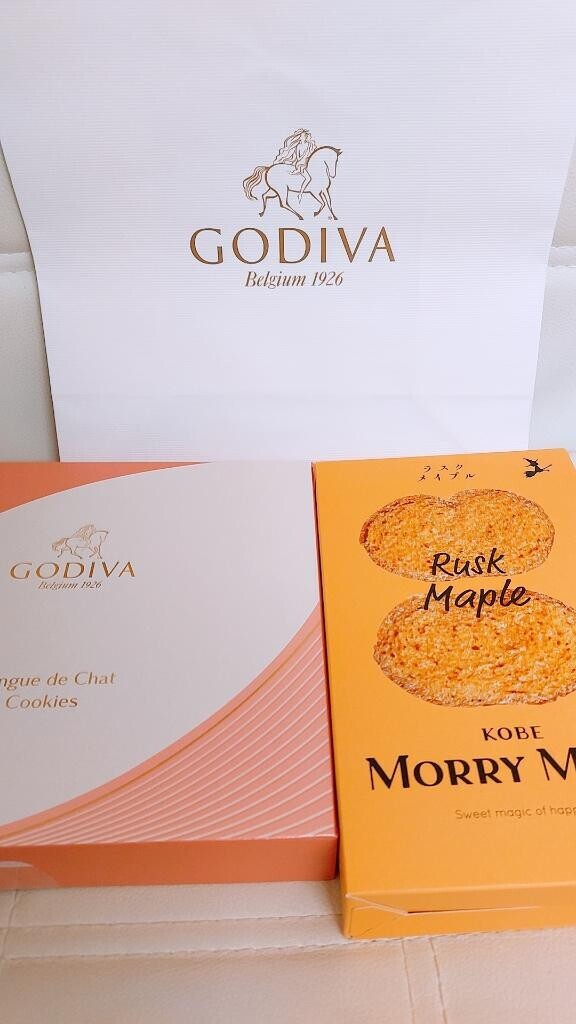 GODIVA
Belgium 1926
GODIVA
Belgium 1926
ngue de Chat
Cookies
ラスク
メイプル
Rusk
Maple
KOBE
MORRY M
Sweet magic of happ